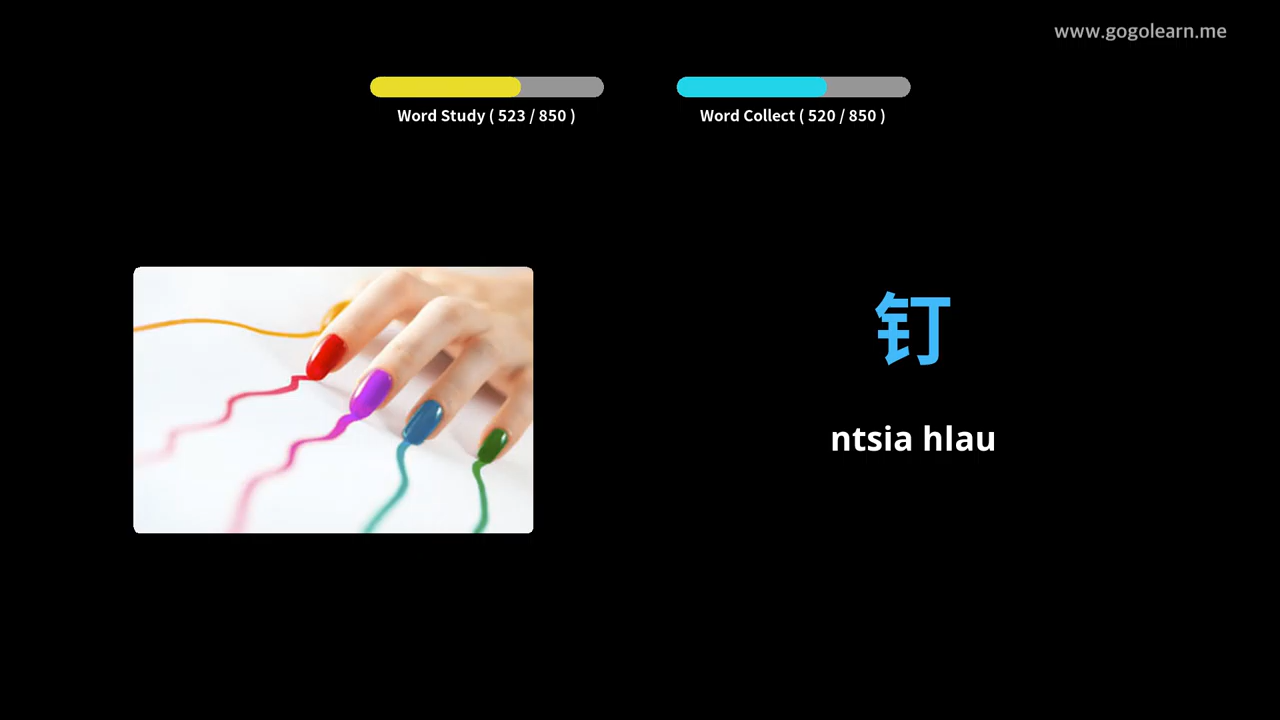 www.gogolearn.me
Word Study ( 523 / 850 )
Word Collect ( 520 / 850 )
钉
ntsia hlau